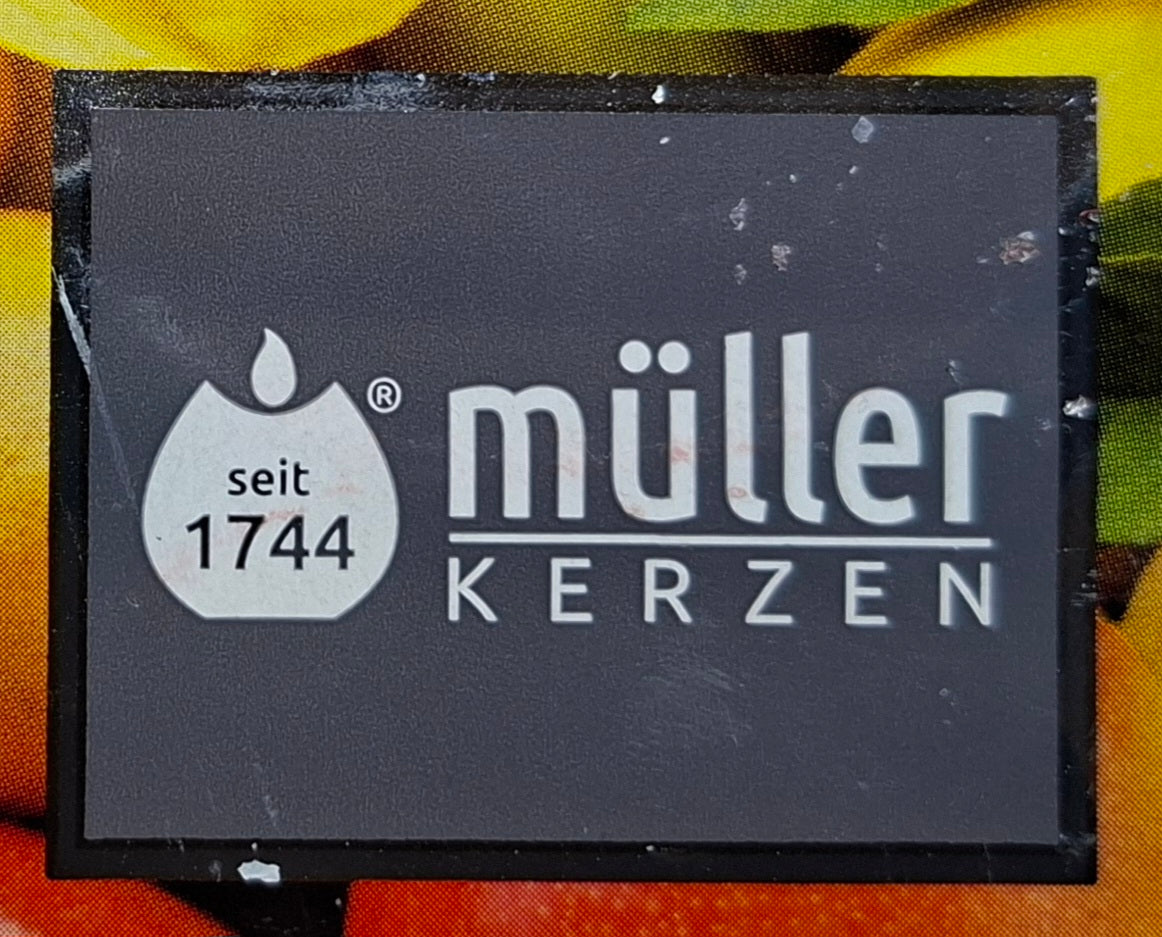 seit
1744
®
müller
KERZEN